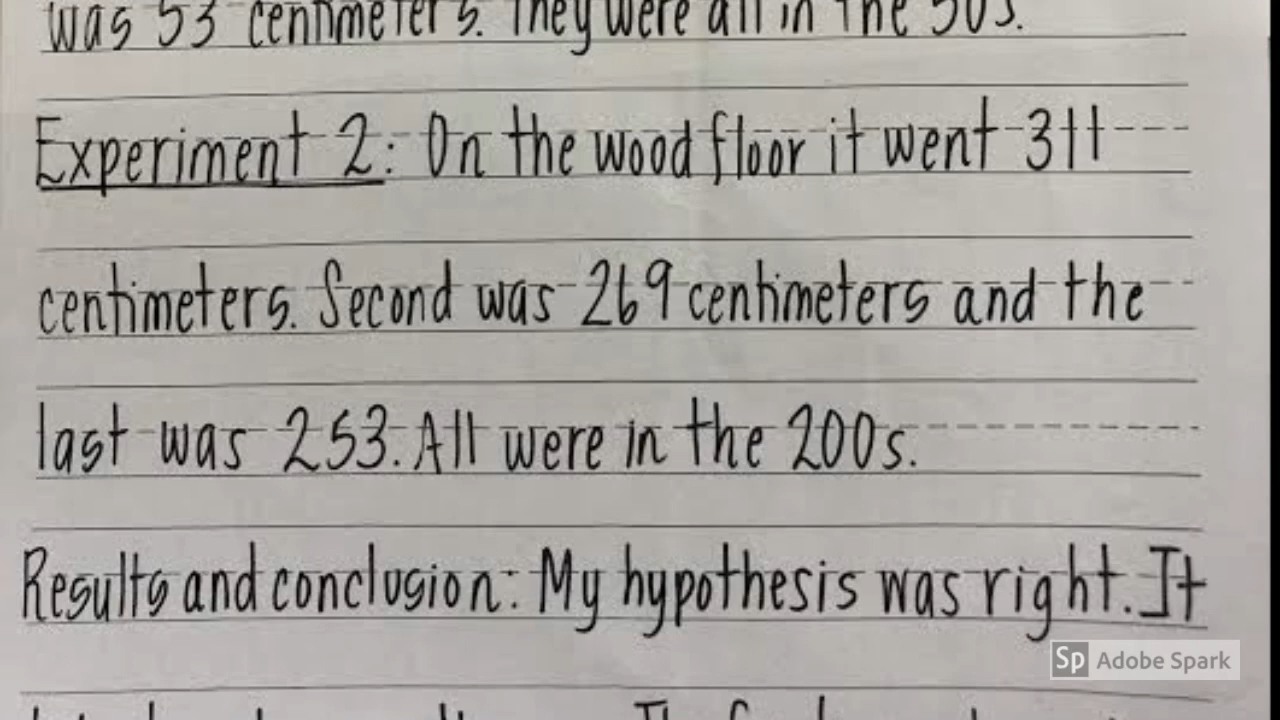 was 53 centimeters. They were all in the 50s.
Experiment 2: On the wood floor it went 311
centimeters. Second was 269 centimeters and the
last was 253. All were in the 200s.
Results and conclusion: My hypothesis was right. It
Sp Adobe Spark